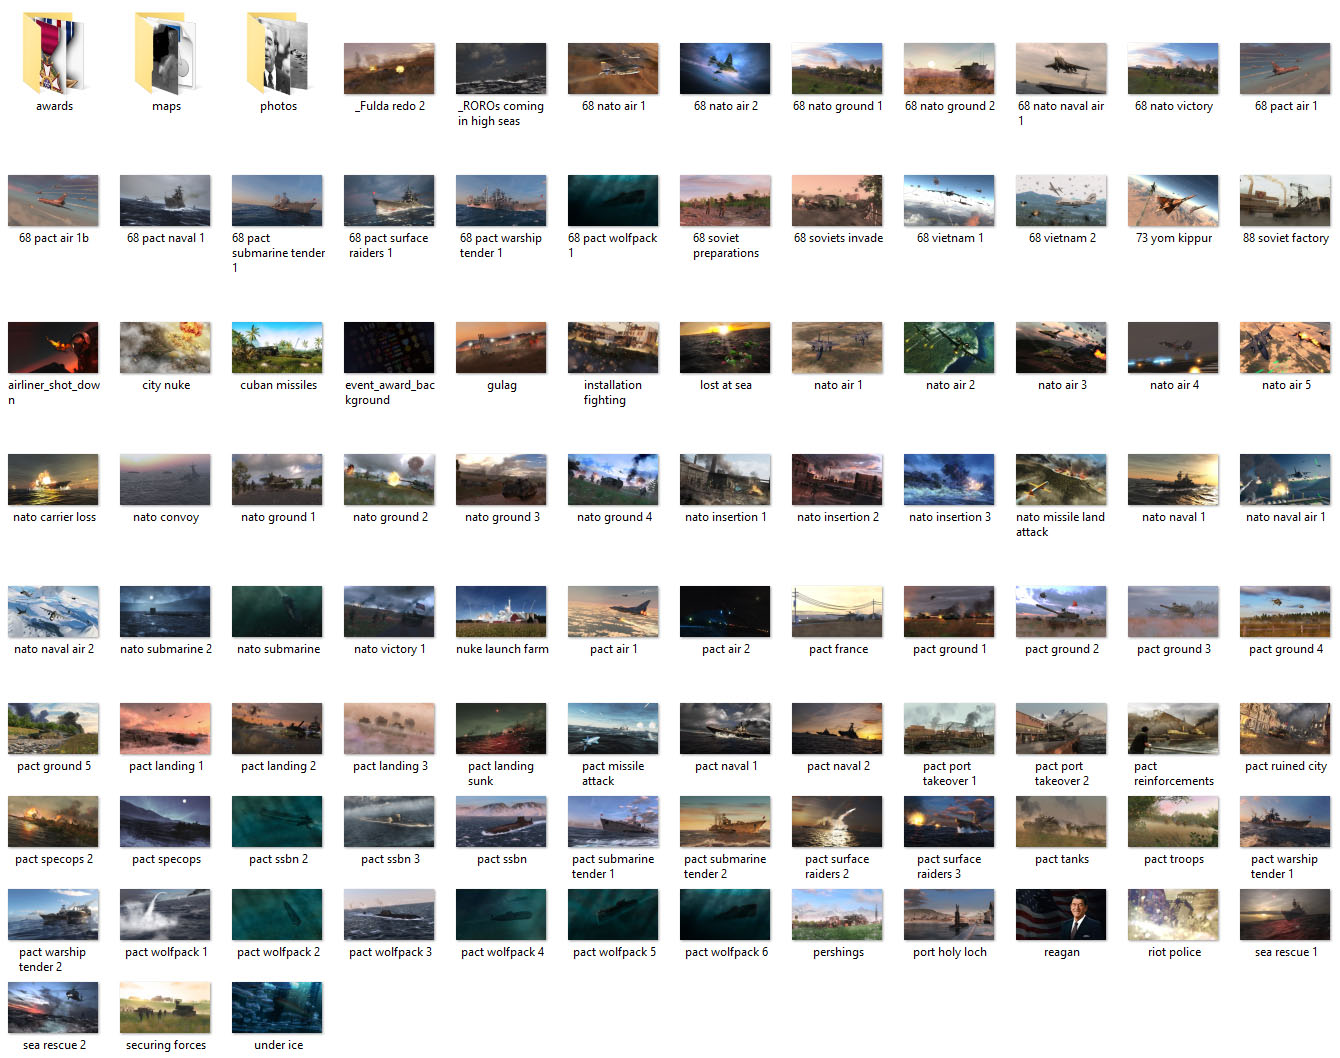 awards
maps
photos
_Fulda redo 2
_ROROs coming
in high seas
68 nato air 1
68 nato air 2
68 nato ground 1
68 nato ground 2
68 nato naval air
1
68 nato victory
68 pact air 1
68 pact air 1b
68 pact naval 1
68 pact
submarine tender
1
68 pact surface
raiders 1
68 pact warship
tender 1
68 pact wolfpack
1
68 soviet
preparations
68 soviets invade
68 vietnam 1
68 vietnam 2
73 yom kippur
88 soviet factory
airliner_shot_dow
n
city nuke
cuban missiles
event_award_bac
kground
gulag
installation
fighting
lost at sea
nato air 1
nato air 2
nato air 3
nato air 4
nato air 5
nato carrier loss
nato convoy
nato ground 1
nato ground 2
nato ground 3
nato ground 4
nato insertion 1
nato insertion 2
nato insertion 3
nato missile land
attack
nato naval 1
nato naval air 1
nato naval air 2
nato submarine 2
nato submarine
nato victory 1
nuke launch farm
pact air 1
pact air 2
pact france
pact ground 1
pact ground 2
pact ground 3
pact ground 4
pact ground 5
pact landing 1
pact landing 2
pact landing 3
pact landing
sunk
pact missile
attack
pact naval 1
pact naval 2
pact port
takeover 1
pact port
takeover 2
pact
reinforcements
pact ruined city
pact specops 2
pact specops
pact ssbn 2
pact ssbn 3
pact ssbn
pact submarine
tender 1
pact submarine
tender 2
pact surface
raiders 2
pact surface
raiders 3
pact tanks
pact troops
pact warship
tender 1
pact warship
tender 2
pact wolfpack 1
pact wolfpack 2
pact wolfpack 3
pact wolfpack 4
pact wolfpack 5
pact wolfpack 6
pershings
port holy loch
reagan
riot police
sea rescue 1
sea rescue 2
securing forces
under ice